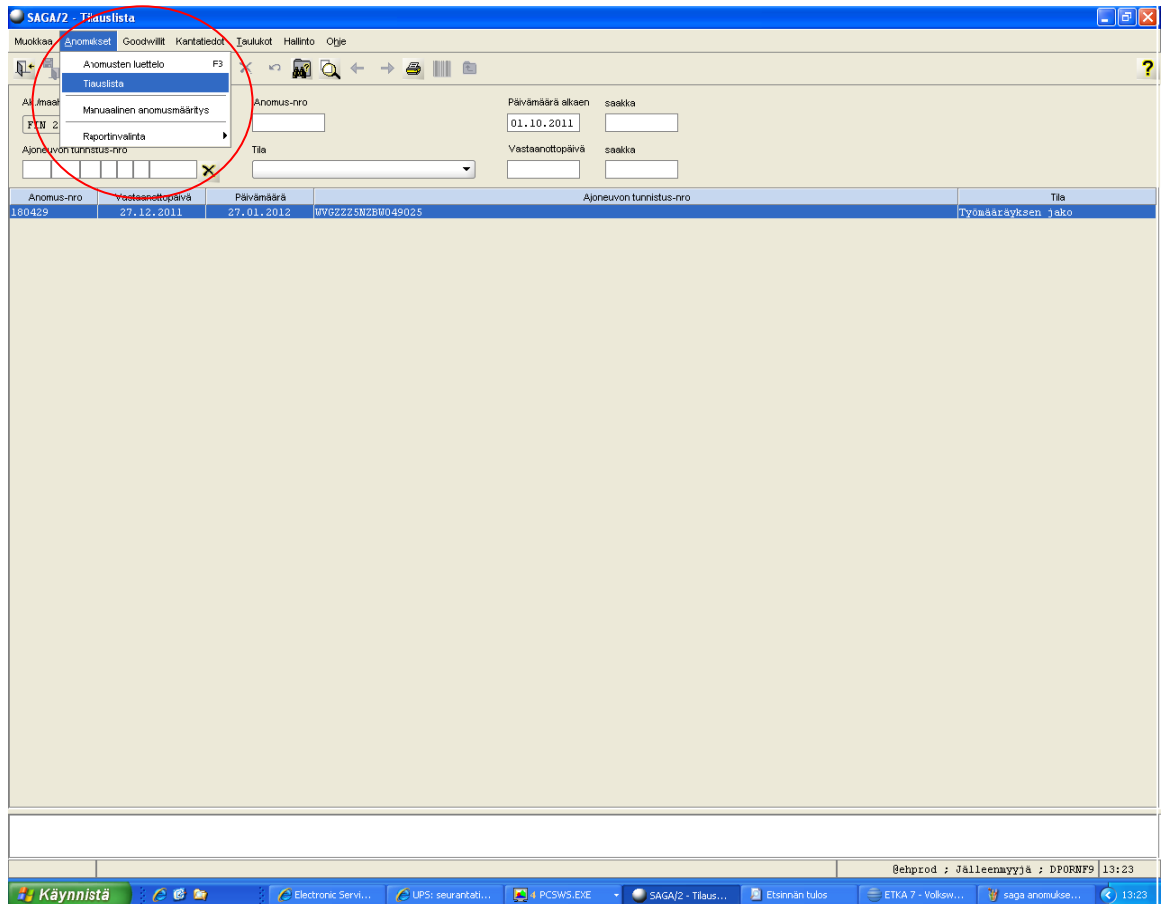 SAGA/2 - Tilauslista
Muokkaa Anomukset Goodwillit Kantatiedot Taulukot Hallinto Ohje
Anomusten luettelo F3
Tilauslista
Manuaalinen anomusmääritys
Raportinvalinta
?
Anomus-nro Päivämäärä alkaen saakka
FIN 2 01.10.2011
Ajoneuvon tunnistus-nro Tila Vastaanottopäivä saakka
Anomus-nro Vastaanottopäivä Päivämäärä Ajoneuvon tunnistus-nro Tila
180429 27.12.2011 27.01.2012 WVGZZZ5NZBW049025 Työmääräyksen jako
@ehprod ; Jälleenmyyjä ; DPORNF9 13:23
Käynnistä Electronic Servi... UPS: seurantati... 4 PCSWS.EXE SAGA/2 - Tilaus... Etsinnän tulos ETKA 7 - Volksw... saga anomukse... 13:23